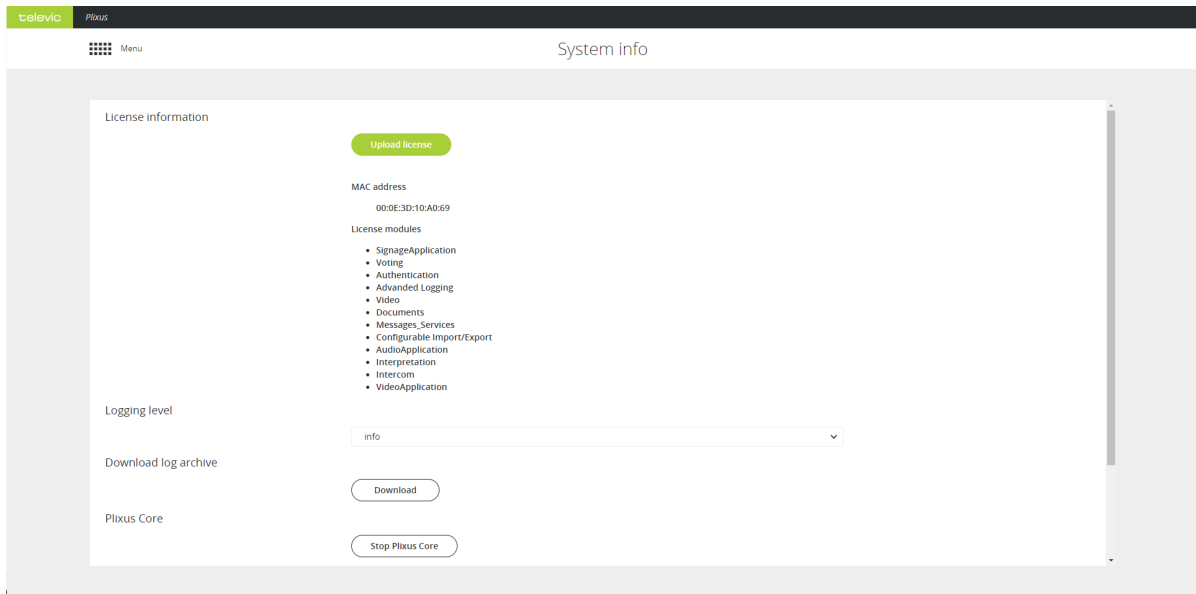 televic Plixus
Menu
System info
License information
Upload license
MAC address
00:0E:3D:10:A0:69
License modules
SignageApplication
Voting
Authentication
Advanded Logging
Video
Documents
Messages_Services
Configurable Import/Export
AudioApplication
Interpretation
Intercom
VideoApplication
Logging level
info
Download log archive
Download
Plixus Core
Stop Plixus Core